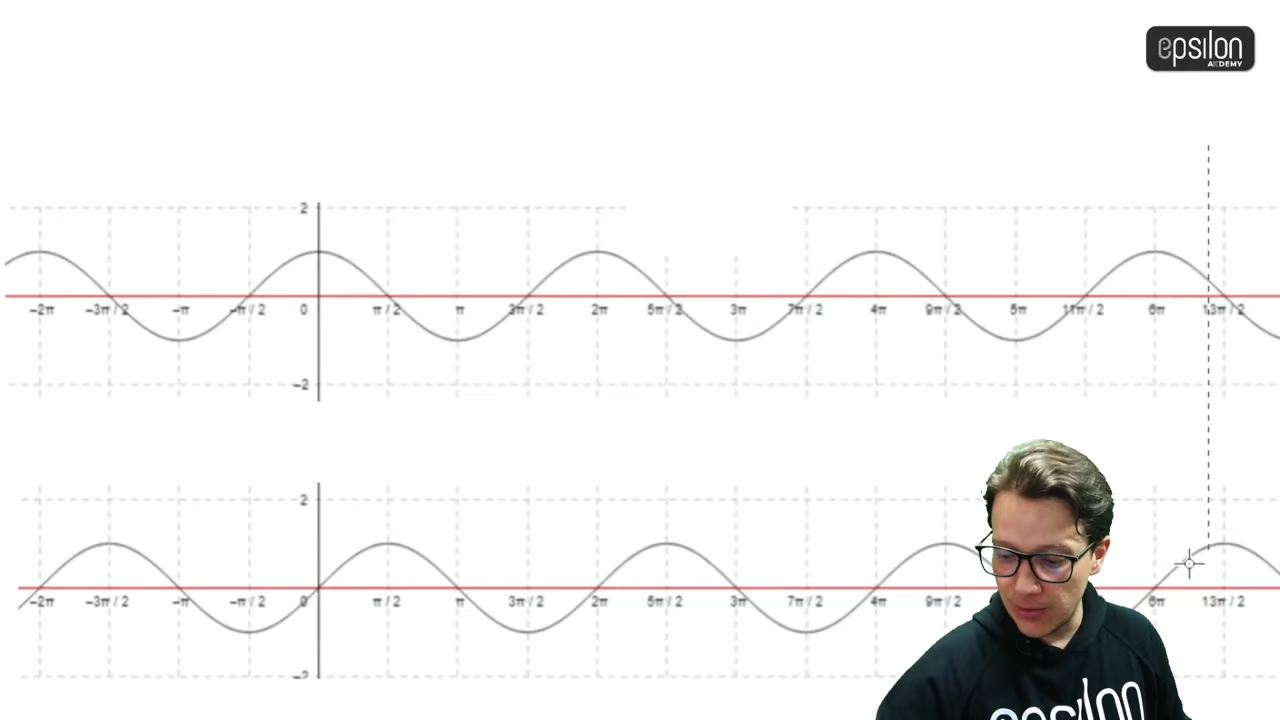 epsilon
AKDEMY
2
−2π −3π / 2 −π −π / 2 0 π / 2 π 3π / 2 2π 5π / 2 3π 7π / 2 4π 9π / 2 5π 11π / 2 6π 13π / 2
−2
2
−2π −3π / 2 −π −π / 2 0 π / 2 π 3π / 2 2π 5π / 2 3π 7π / 2 4π 9π / 2 6π 13π / 2
−2
epsilon